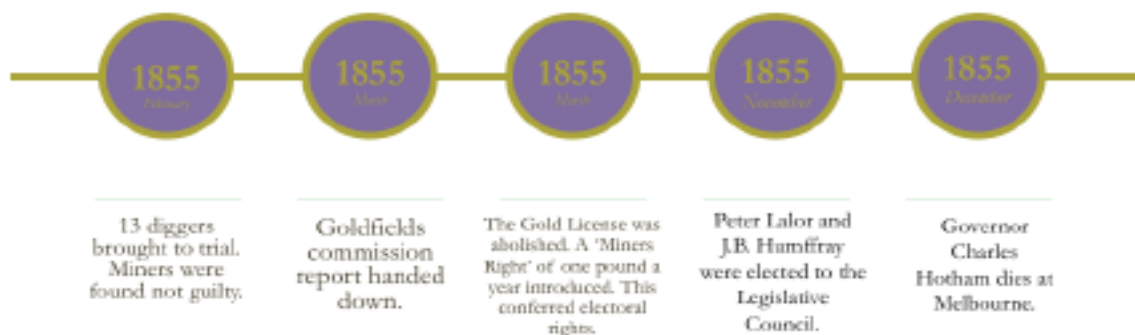 1855
February
1855
March
1855
March
1855
November
1855
December
13 diggers
brought to trial.
Miners were
found not guilty.
Goldfields
commission
report handed
down.
The Gold License was
abolished. A 'Miners
Right' of one pound a
year introduced. This
conferred electoral
rights.
Peter Lalor and
J.B. Humffray
were elected to the
Legislative
Council.
Governor
Charles
Hotham dies at
Melbourne.